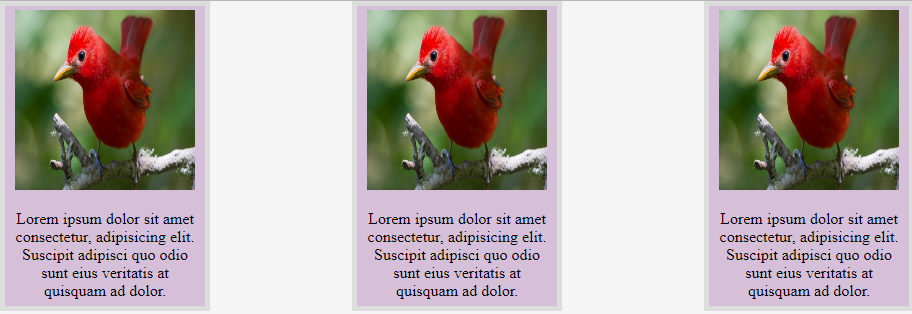 Lorem ipsum dolor sit amet
consectetur, adipisicing elit.
Suscipit adipisci quo odio
sunt eius veritatis at
quisquam ad dolor.
Lorem ipsum dolor sit amet
consectetur, adipisicing elit.
Suscipit adipisci quo odio
sunt eius veritatis at
quisquam ad dolor.
Lorem ipsum dolor sit amet
consectetur, adipisicing elit.
Suscipit adipisci quo odio
sunt eius veritatis at
quisquam ad dolor.